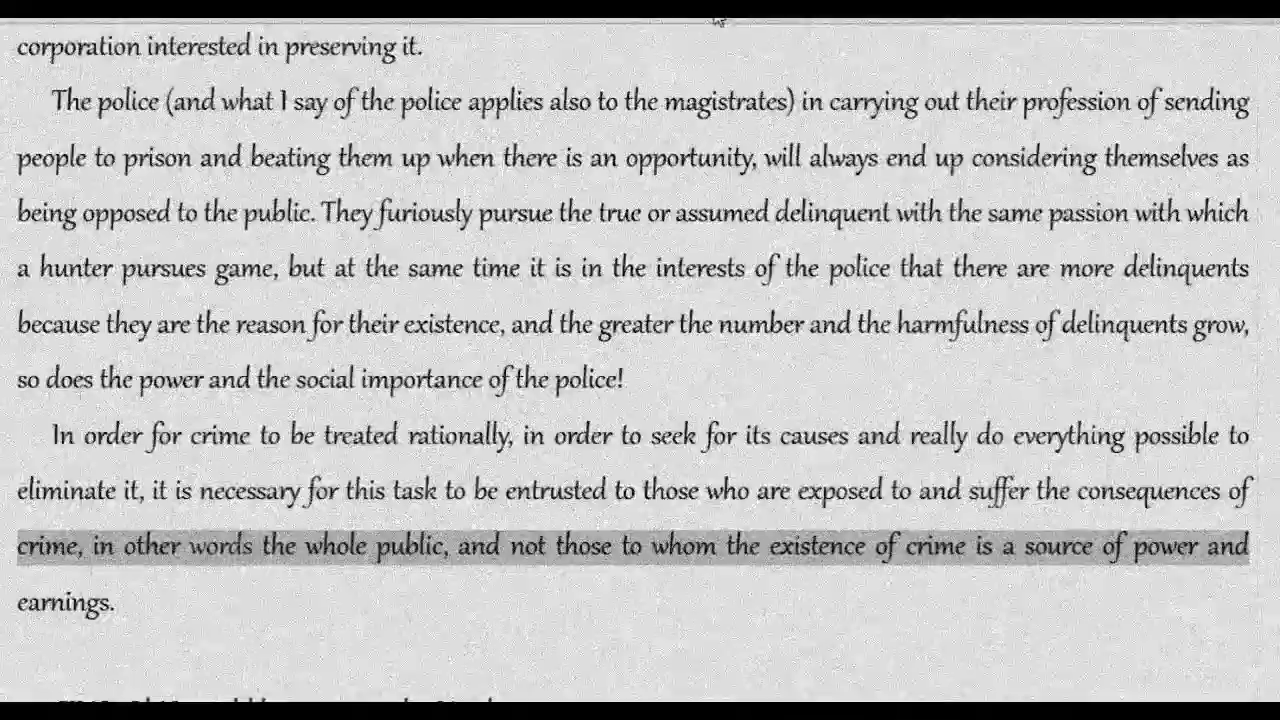 corporation interested in preserving it.
The police (and what I say of the police applies also to the magistrates) in carrying out their profession of sending
people to prison and beating them up when there is an opportunity, will always end up considering themselves as
being opposed to the public. They furiously pursue the true or assumed delinquent with the same passion with which
a hunter pursues game, but at the same time it is in the interests of the police that there are more delinquents
because they are the reason for their existence, and the greater the number and the harmfulness of delinquents grow,
so does the power and the social importance of the police!
In order for crime to be treated rationally, in order to seek for its causes and really do everything possible to
eliminate it, it is necessary for this task to be entrusted to those who are exposed to and suffer the consequences of
crime, in other words the whole public, and not those to whom the existence of crime is a source of power and
earnings.